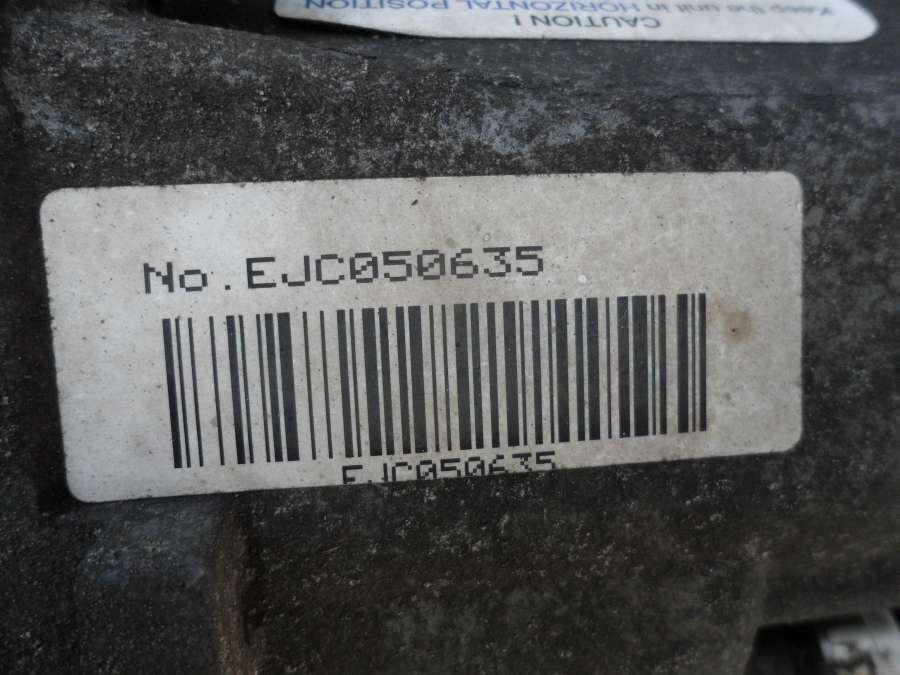 CAUTION !
Keep the unit in HORIZONTAL POSITION
No.EJC050635
EJC050635